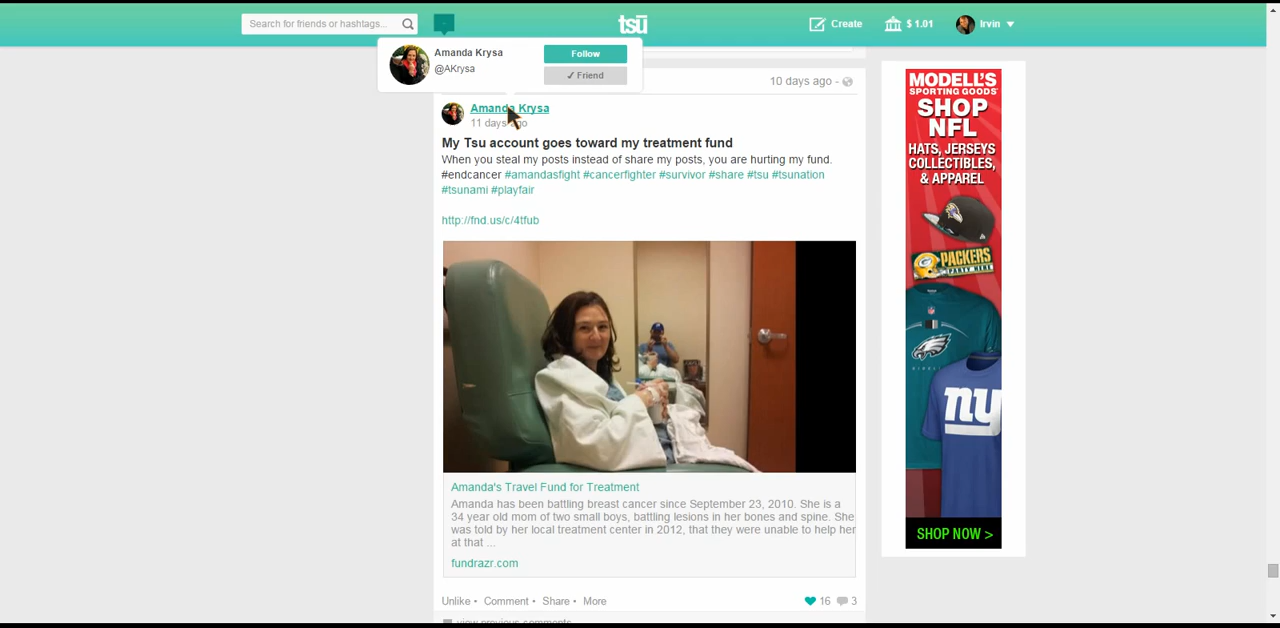 Search for friends or hashtags...
tsū
Create
$ 1.01
Irvin
Amanda Krysa
@AKrysa
Follow
✓ Friend
10 days ago -
Amanda Krysa
11 days ago
My Tsu account goes toward my treatment fund
When you steal my posts instead of share my posts, you are hurting my fund.
#endcancer #amandasfight #cancerfighter #survivor #share #tsu #tsunation
#tsunami #playfair
http://fnd.us/c/4tfub
Amanda's Travel Fund for Treatment
Amanda has been battling breast cancer since September 23, 2010. She is a
34 year old mom of two small boys, battling lesions in her bones and spine. She
was told by her local treatment center in 2012, that they were unable to help her
at that ...
fundrazr.com
Unlike • Comment • Share • More
16
3
view previous comments
MODELL'S
SPORTING GOODS
SHOP
NFL
HATS, JERSEYS
COLLECTIBLES,
& APPAREL
PACKERS
PARTY HERE
ny
SHOP NOW >